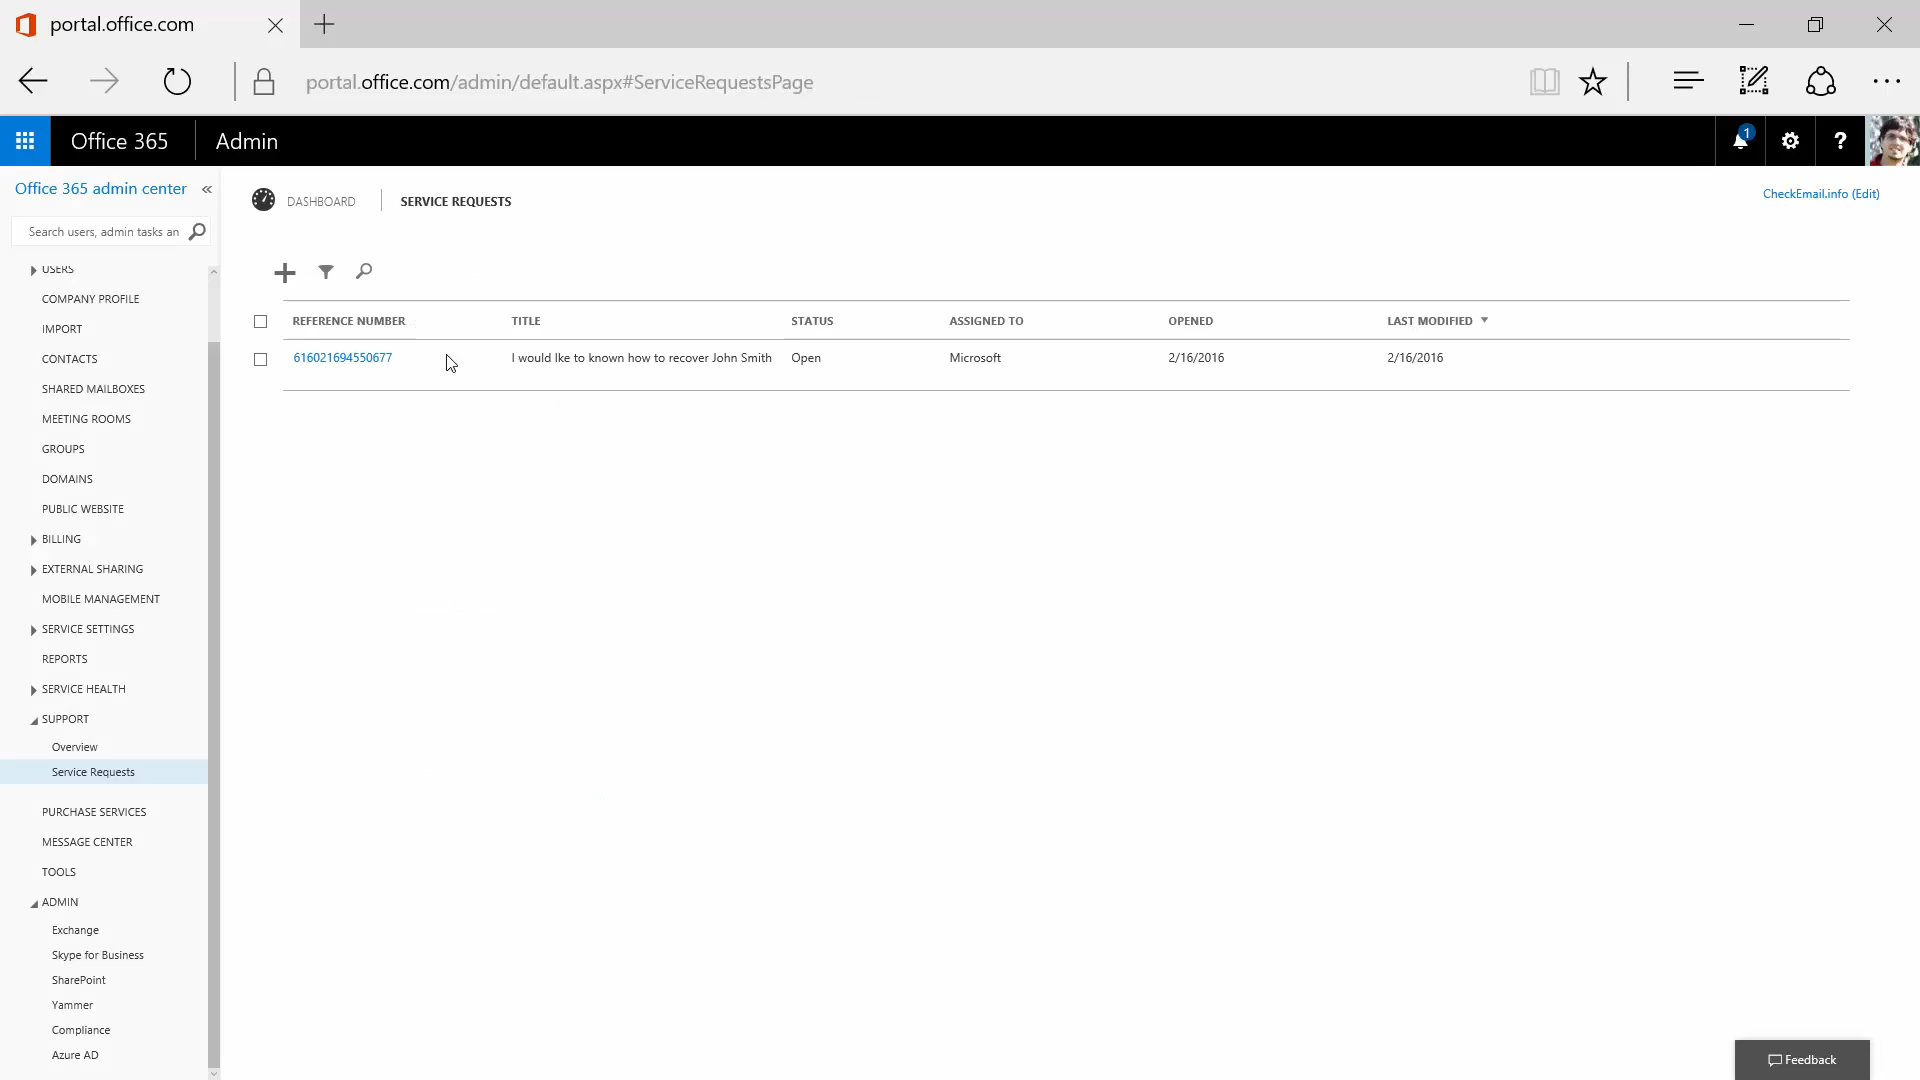 portal.office.com
portal.office.com/admin/default.aspx#ServiceRequestsPage
Office 365 Admin 1
Office 365 admin center «
Search users, admin tasks an
USERS
COMPANY PROFILE
IMPORT
CONTACTS
SHARED MAILBOXES
MEETING ROOMS
GROUPS
DOMAINS
PUBLIC WEBSITE
BILLING
EXTERNAL SHARING
MOBILE MANAGEMENT
SERVICE SETTINGS
REPORTS
SERVICE HEALTH
SUPPORT
Overview
Service Requests
PURCHASE SERVICES
MESSAGE CENTER
TOOLS
ADMIN
Exchange
Skype for Business
SharePoint
Yammer
Compliance
Azure AD
DASHBOARD SERVICE REQUESTS
CheckEmail.info (Edit)
REFERENCE NUMBER TITLE STATUS ASSIGNED TO OPENED LAST MODIFIED
616021694550677 I would lke to known how to recover John Smith Open Microsoft 2/16/2016 2/16/2016
Feedback